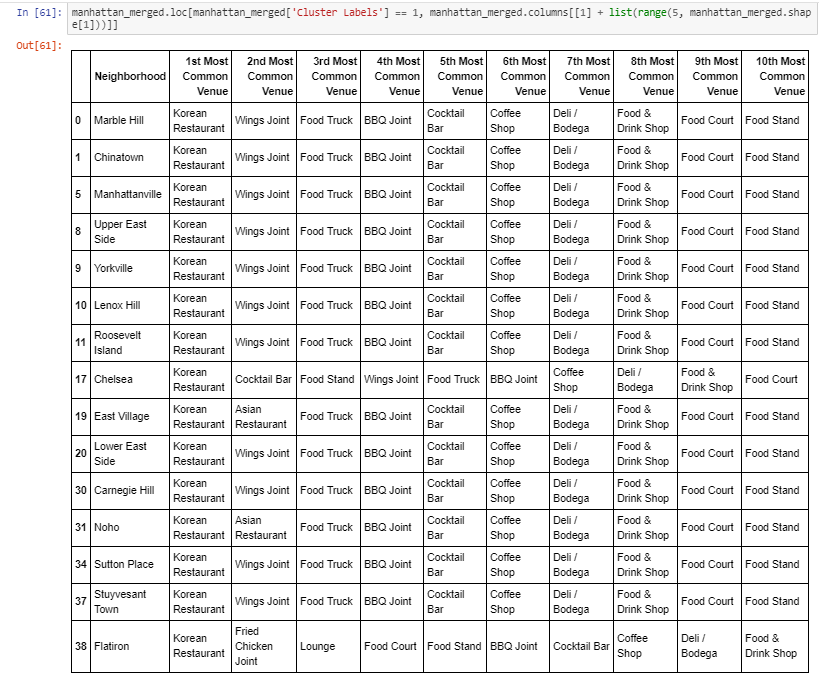 In [61]: manhattan_merged.loc[manhattan_merged['Cluster Labels'] == 1, manhattan_merged.columns[[1] + list(range(5, manhattan_merged.shap
e[1]))]]
Out[61]:
Neighborhood 1st Most Common Venue 2nd Most Common Venue 3rd Most Common Venue 4th Most Common Venue 5th Most Common Venue 6th Most Common Venue 7th Most Common Venue 8th Most Common Venue 9th Most Common Venue 10th Most Common Venue
0 Marble Hill Korean Restaurant Wings Joint Food Truck BBQ Joint Cocktail Bar Coffee Shop Deli / Bodega Food & Drink Shop Food Court Food Stand
1 Chinatown Korean Restaurant Wings Joint Food Truck BBQ Joint Cocktail Bar Coffee Shop Deli / Bodega Food & Drink Shop Food Court Food Stand
5 Manhattanville Korean Restaurant Wings Joint Food Truck BBQ Joint Cocktail Bar Coffee Shop Deli / Bodega Food & Drink Shop Food Court Food Stand
8 Upper East Side Korean Restaurant Wings Joint Food Truck BBQ Joint Cocktail Bar Coffee Shop Deli / Bodega Food & Drink Shop Food Court Food Stand
9 Yorkville Korean Restaurant Wings Joint Food Truck BBQ Joint Cocktail Bar Coffee Shop Deli / Bodega Food & Drink Shop Food Court Food Stand
10 Lenox Hill Korean Restaurant Wings Joint Food Truck BBQ Joint Cocktail Bar Coffee Shop Deli / Bodega Food & Drink Shop Food Court Food Stand
11 Roosevelt Island Korean Restaurant Wings Joint Food Truck BBQ Joint Cocktail Bar Coffee Shop Deli / Bodega Food & Drink Shop Food Court Food Stand
17 Chelsea Korean Restaurant Cocktail Bar Food Stand Wings Joint Food Truck BBQ Joint Coffee Shop Deli / Bodega Food & Drink Shop Food Court
19 East Village Korean Restaurant Asian Restaurant Food Truck BBQ Joint Cocktail Bar Coffee Shop Deli / Bodega Food & Drink Shop Food Court Food Stand
20 Lower East Side Korean Restaurant Wings Joint Food Truck BBQ Joint Cocktail Bar Coffee Shop Deli / Bodega Food & Drink Shop Food Court Food Stand
30 Carnegie Hill Korean Restaurant Wings Joint Food Truck BBQ Joint Cocktail Bar Coffee Shop Deli / Bodega Food & Drink Shop Food Court Food Stand
31 Noho Korean Restaurant Asian Restaurant Food Truck BBQ Joint Cocktail Bar Coffee Shop Deli / Bodega Food & Drink Shop Food Court Food Stand
34 Sutton Place Korean Restaurant Wings Joint Food Truck BBQ Joint Cocktail Bar Coffee Shop Deli / Bodega Food & Drink Shop Food Court Food Stand
37 Stuyvesant Town Korean Restaurant Wings Joint Food Truck BBQ Joint Cocktail Bar Coffee Shop Deli / Bodega Food & Drink Shop Food Court Food Stand
38 Flatiron Korean Restaurant Fried Chicken Joint Lounge Food Court Food Stand BBQ Joint Cocktail Bar Coffee Shop Deli / Bodega Food & Drink Shop